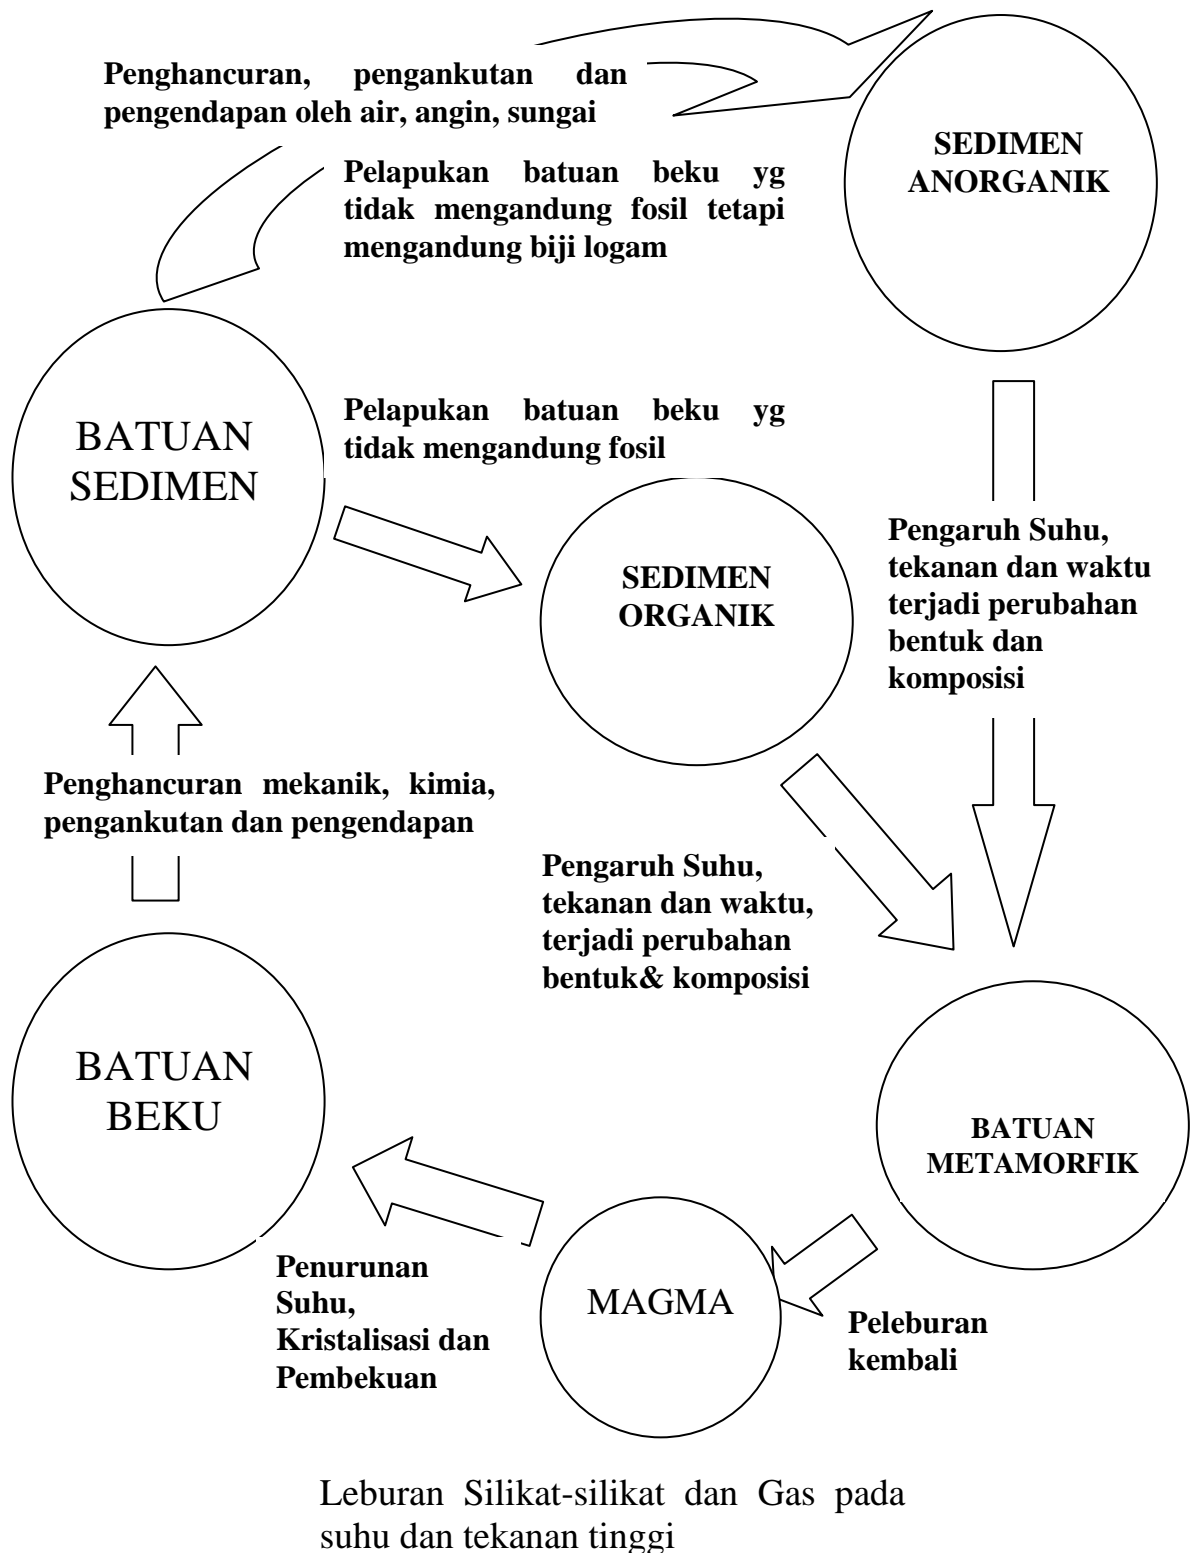 Penghancuran, pengankutan dan
pengendapan oleh air, angin, sungai
SEDIMEN
ANORGANIK
Pelapukan batuan beku yg
tidak mengandung fosil tetapi
mengandung biji logam
BATUAN
SEDIMEN
Pelapukan batuan beku yg
tidak mengandung fosil
SEDIMEN
ORGANIK
Pengaruh Suhu,
tekanan dan waktu
terjadi perubahan
bentuk dan
komposisi
Penghancuran mekanik, kimia,
pengankutan dan pengendapan
Pengaruh Suhu,
tekanan dan waktu,
terjadi perubahan
bentuk& komposisi
BATUAN
BEKU
BATUAN
METAMORFIK
Penurunan
Suhu,
Kristalisasi dan
Pembekuan
MAGMA
Peleburan
kembali
Leburan Silikat-silikat dan Gas pada
suhu dan tekanan tinggi